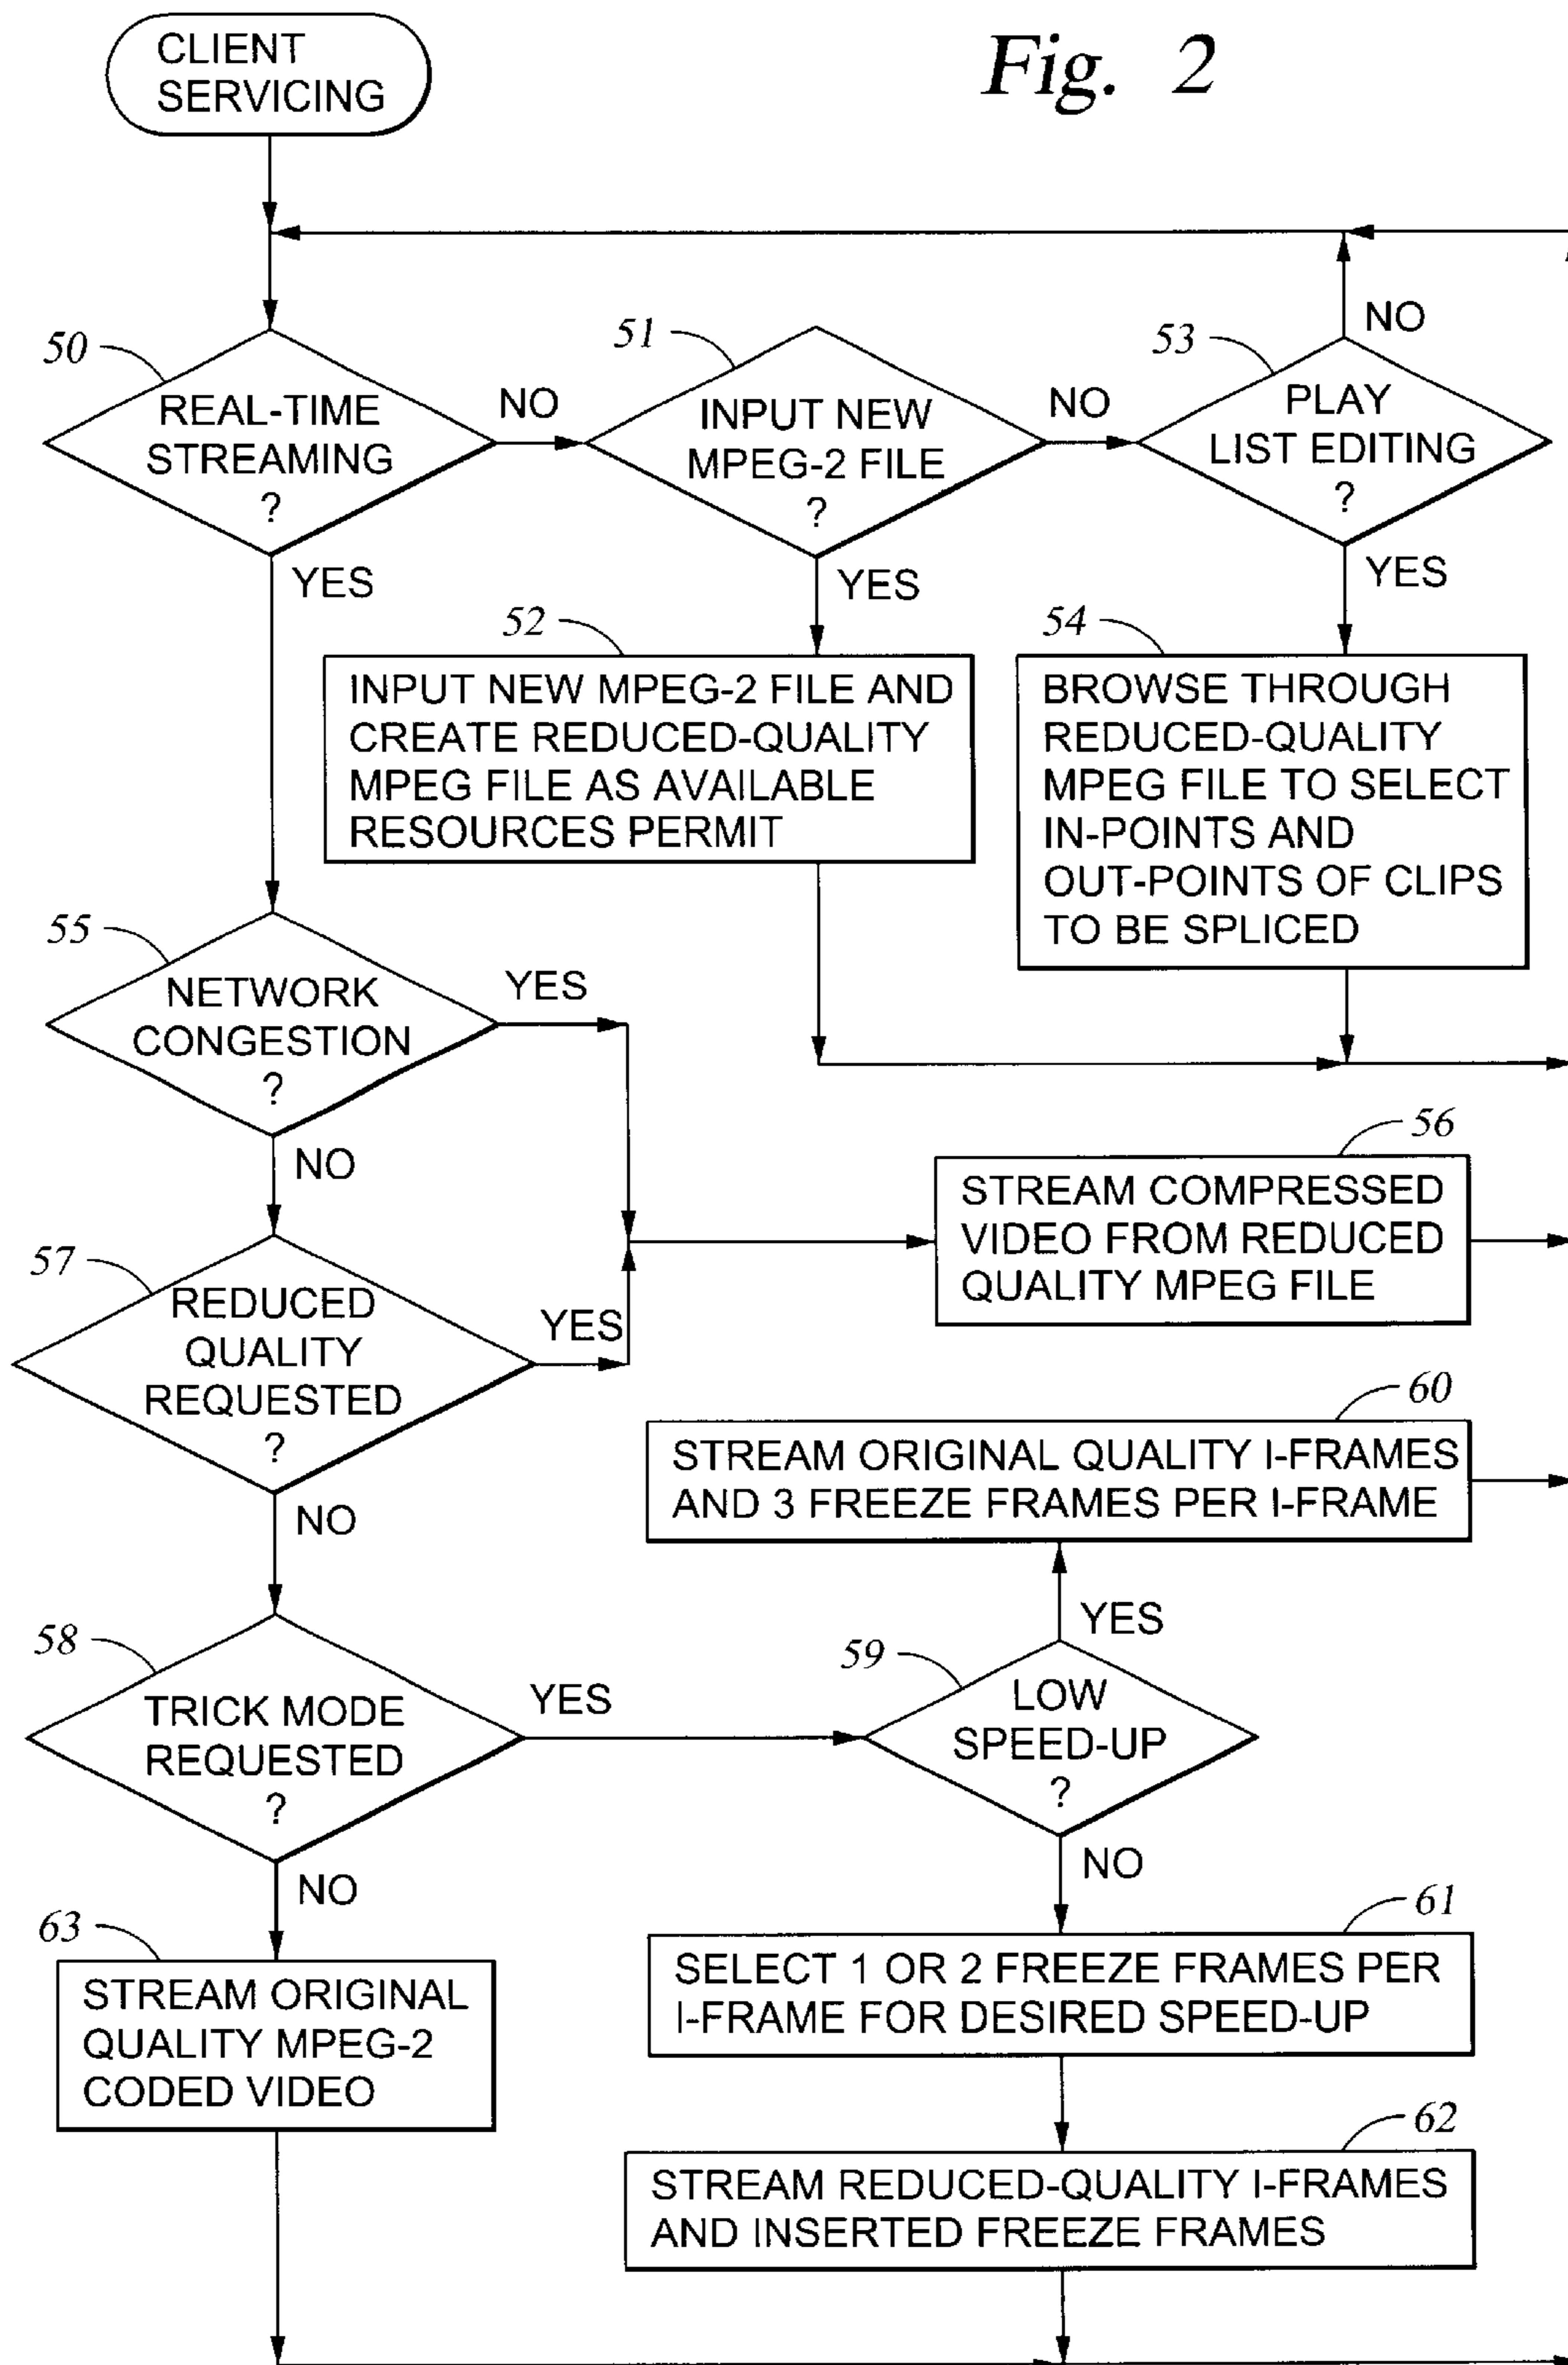 Fig. 2
CLIENT
SERVICING
50
REAL-TIME
STREAMING
?
NO
YES
51
INPUT NEW
MPEG-2 FILE
?
NO
YES
53
PLAY
LIST EDITING
?
NO
YES
52
INPUT NEW MPEG-2 FILE AND
CREATE REDUCED-QUALITY
MPEG FILE AS AVAILABLE
RESOURCES PERMIT
54
BROWSE THROUGH
REDUCED-QUALITY
MPEG FILE TO SELECT
IN-POINTS AND
OUT-POINTS OF CLIPS
TO BE SPLICED
55
NETWORK
CONGESTION
?
YES
NO
56
STREAM COMPRESSED
VIDEO FROM REDUCED
QUALITY MPEG FILE
57
REDUCED
QUALITY
REQUESTED
?
YES
NO
60
STREAM ORIGINAL QUALITY I-FRAMES
AND 3 FREEZE FRAMES PER I-FRAME
58
TRICK MODE
REQUESTED
?
YES
NO
59
LOW
SPEED-UP
?
YES
NO
63
STREAM ORIGINAL
QUALITY MPEG-2
CODED VIDEO
61
SELECT 1 OR 2 FREEZE FRAMES PER
I-FRAME FOR DESIRED SPEED-UP
62
STREAM REDUCED-QUALITY I-FRAMES
AND INSERTED FREEZE FRAMES